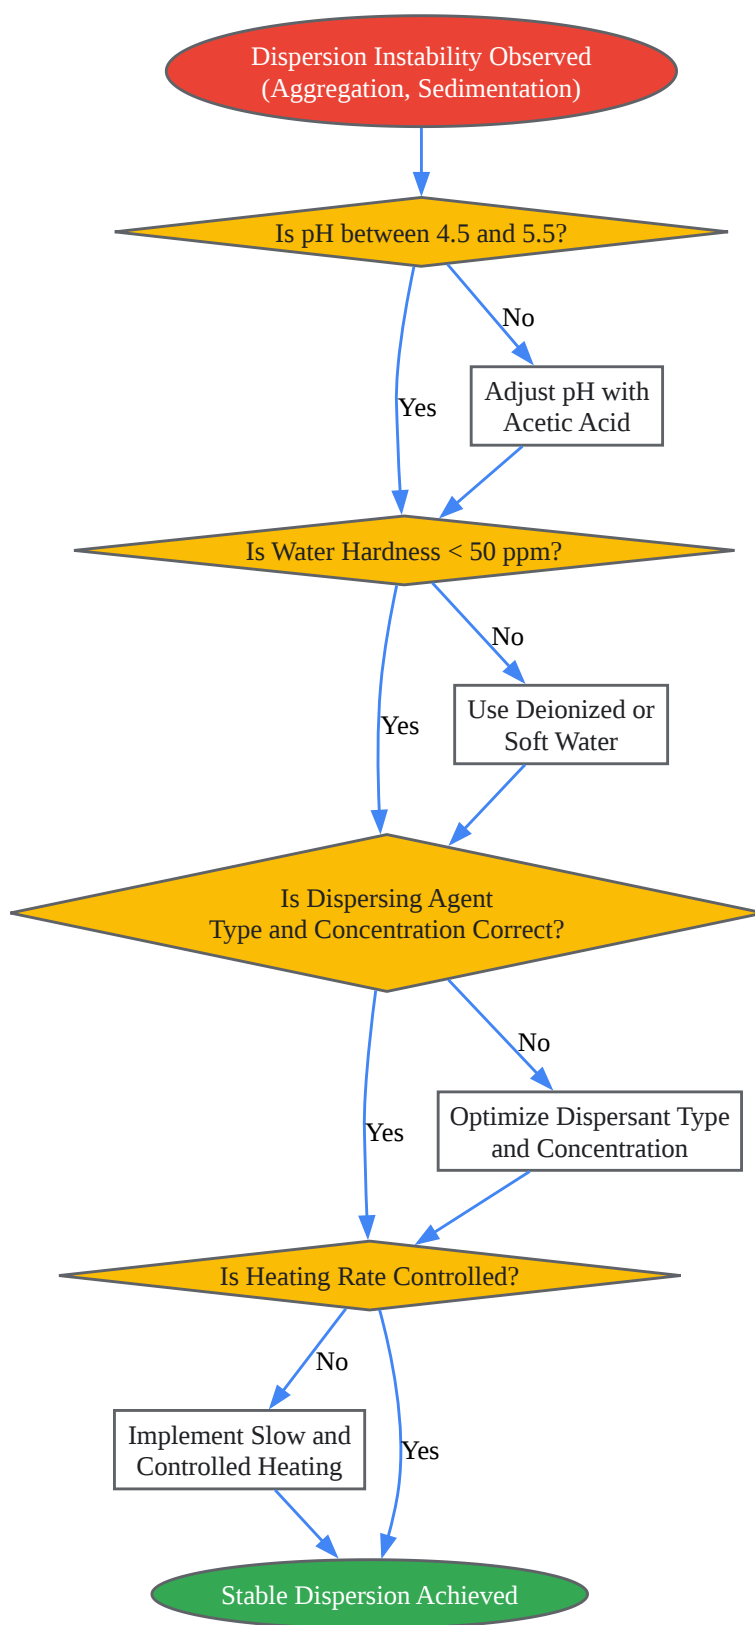 Dispersion Instability Observed
(Aggregation, Sedimentation)
Is pH between 4.5 and 5.5?
No
Adjust pH with
Acetic Acid
Yes
Is Water Hardness < 50 ppm?
No
Use Deionized or
Soft Water
Yes
Is Dispersing Agent
Type and Concentration Correct?
No
Optimize Dispersant Type
and Concentration
Yes
Is Heating Rate Controlled?
No
Implement Slow and
Controlled Heating
Yes
Stable Dispersion Achieved